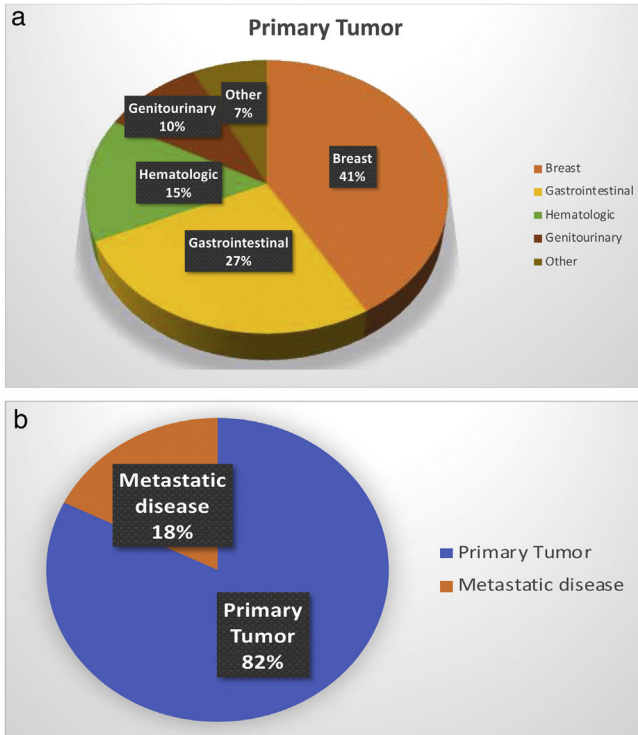 a
Primary Tumor
Other
7%
Genitourinary
10%
Breast
41%
Hematologic
15%
Gastrointestinal
27%
Breast
Gastrointestinal
Hematologic
Genitourinary
Other
b
Metastatic
disease
18%
Primary
Tumor
82%
Primary Tumor
Metastatic disease